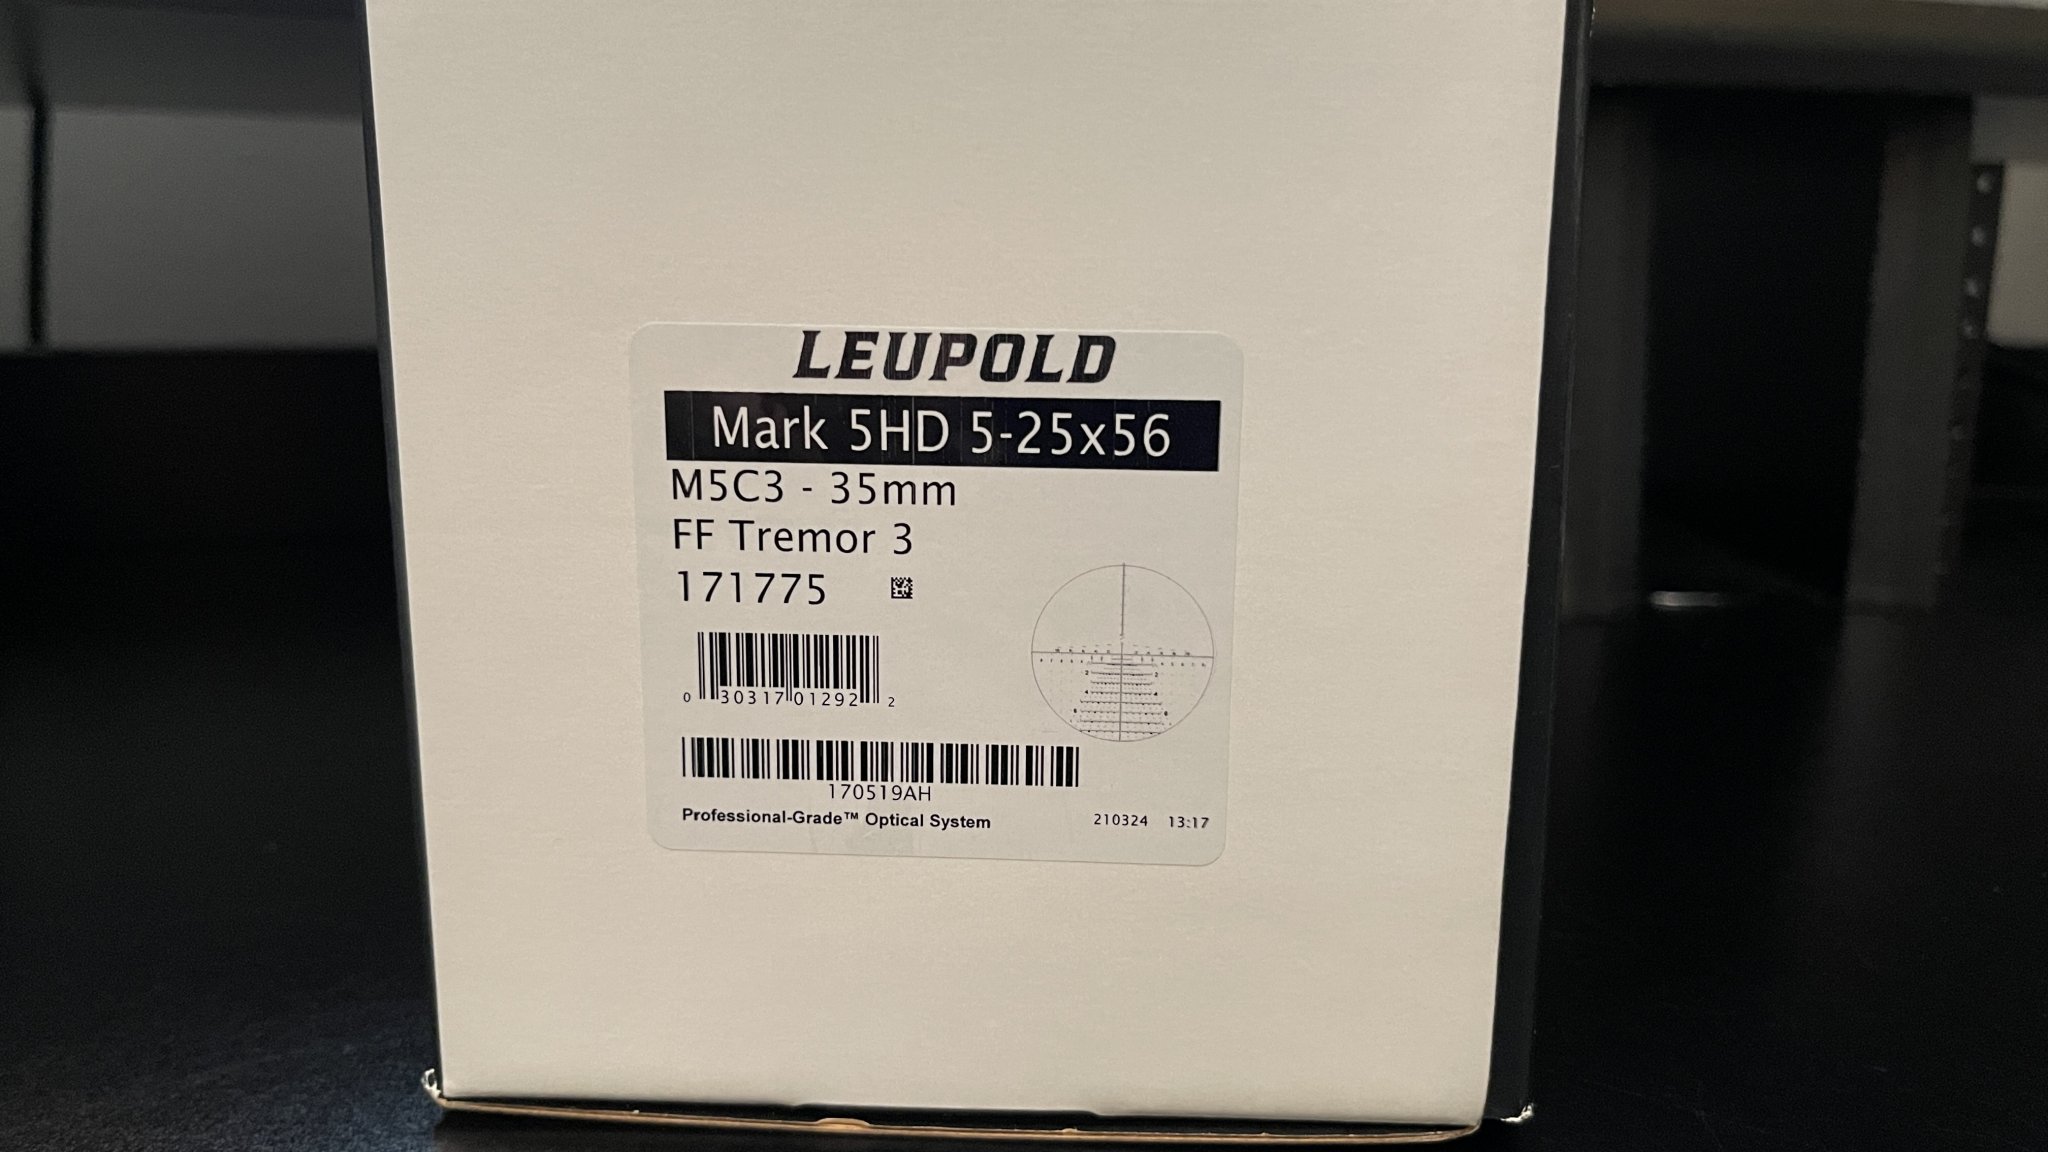 LEUPOLD
Mark 5HD 5-25x56
M5C3 - 35mm
FF Tremor 3
171775
0 30317 01292 2
170519AH
Professional-Grade™ Optical System
210324 13:17